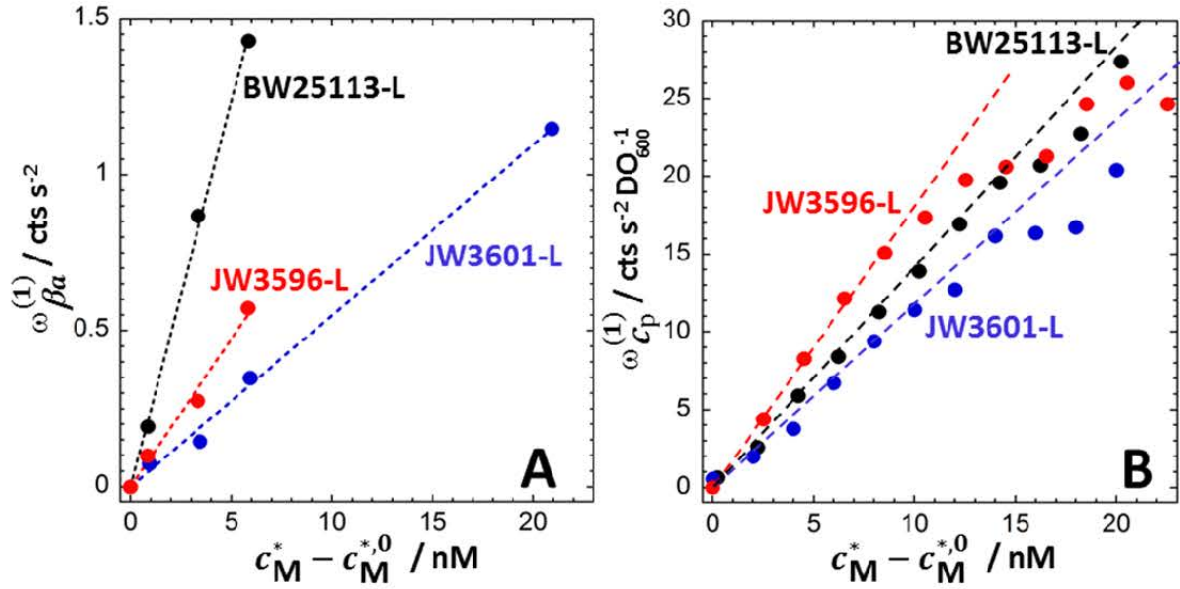 1.5
1
0.5
0
0
5
10
15
20
ω(1)βa / cts s-2
BW25113-L
JW3596-L
JW3601-L
A
c*M − c*,0M / nM
30
25
20
15
10
5
0
0
5
10
15
20
ω(1)cp / cts s-2 DO600-1
BW25113-L
JW3596-L
JW3601-L
B
c*M − c*,0M / nM